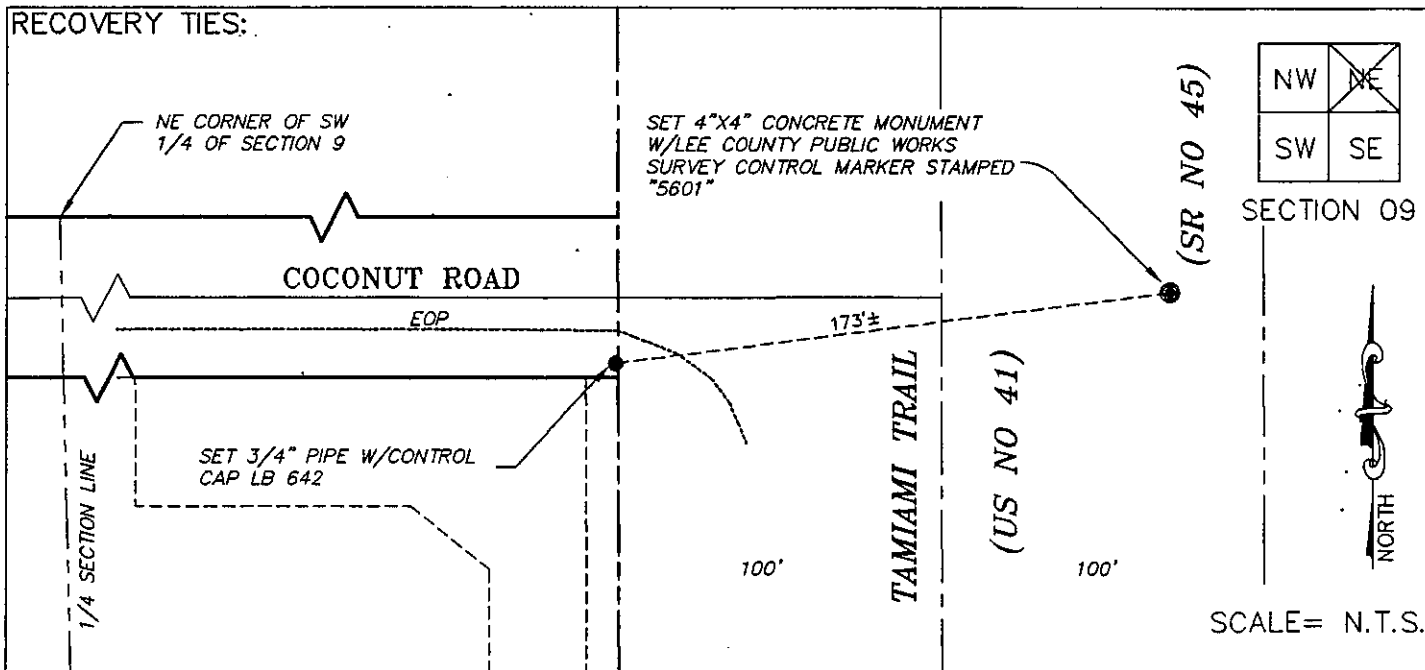 RECOVERY TIES:
NE CORNER OF SW
1/4 OF SECTION 9
SET 4"X4" CONCRETE MONUMENT
W/LEE COUNTY PUBLIC WORKS
SURVEY CONTROL MARKER STAMPED
"5601"
(SR NO 45)
NW NE
SW SE
SECTION 09
COCONUT ROAD
EOP
173'±
SET 3/4" PIPE W/CONTROL
CAP LB 642
1/4 SECTION LINE
100'
TAMIAMI TRAIL
(US NO 41)
100'
NORTH
SCALE= N.T.S.